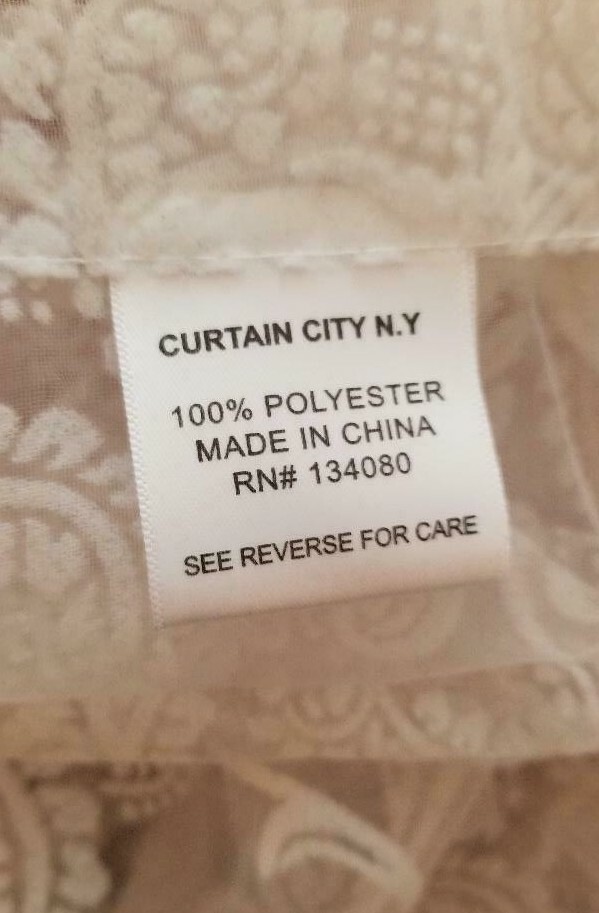 CURTAIN CITY N.Y
100% POLYESTER
MADE IN CHINA
RN# 134080
SEE REVERSE FOR CARE